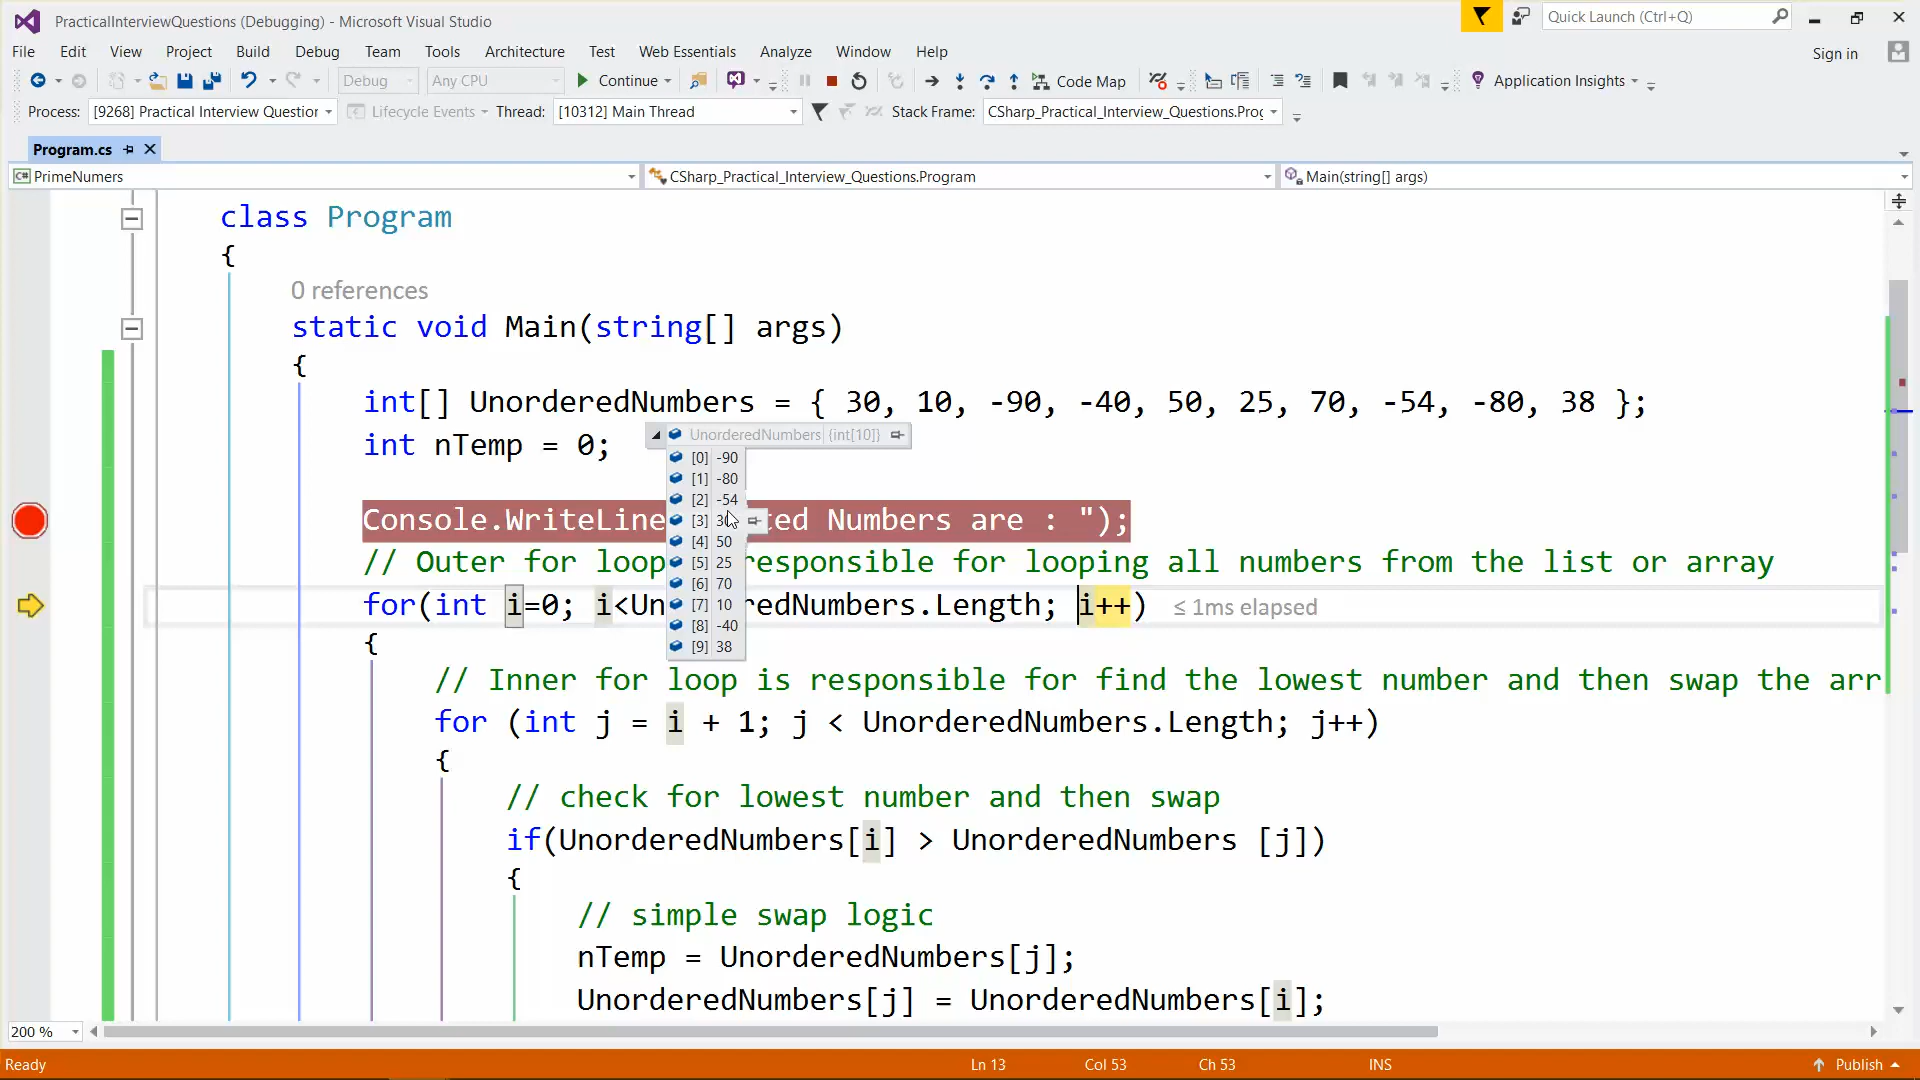 PracticalInterviewQuestions (Debugging) - Microsoft Visual Studio
Quick Launch (Ctrl+Q)
File Edit View Project Build Debug Team Tools Architecture Test Web Essentials Analyze Window Help
Sign in
Debug Any CPU Continue Code Map Application Insights
Process: [9268] Practical Interview Question Lifecycle Events Thread: [10312] Main Thread Stack Frame: CSharp_Practical_Interview_Questions.Prog
Program.cs
C# PrimeNumers CSharp_Practical_Interview_Questions.Program Main(string[] args)
class Program
{
0 references
static void Main(string[] args)
{
int[] UnorderedNumbers = { 30, 10, -90, -40, 50, 25, 70, -54, -80, 38 };
int nTemp = 0;
UnorderedNumbers {int[10]}
[0] -90
[1] -80
[2] -54
[3] 30
[4] 50
[5] 25
[6] 70
[7] 10
[8] -40
[9] 38
Console.WriteLine ted Numbers are : ");
// Outer for loop responsible for looping all numbers from the list or array
for(int i=0; i<Un redNumbers.Length; i++) ≤ 1ms elapsed
{
// Inner for loop is responsible for find the lowest number and then swap the arr
for (int j = i + 1; j < UnorderedNumbers.Length; j++)
{
// check for lowest number and then swap
if(UnorderedNumbers[i] > UnorderedNumbers [j])
{
// simple swap logic
nTemp = UnorderedNumbers[j];
UnorderedNumbers[j] = UnorderedNumbers[i];
200 %
Ready Ln 13 Col 53 Ch 53 INS Publish